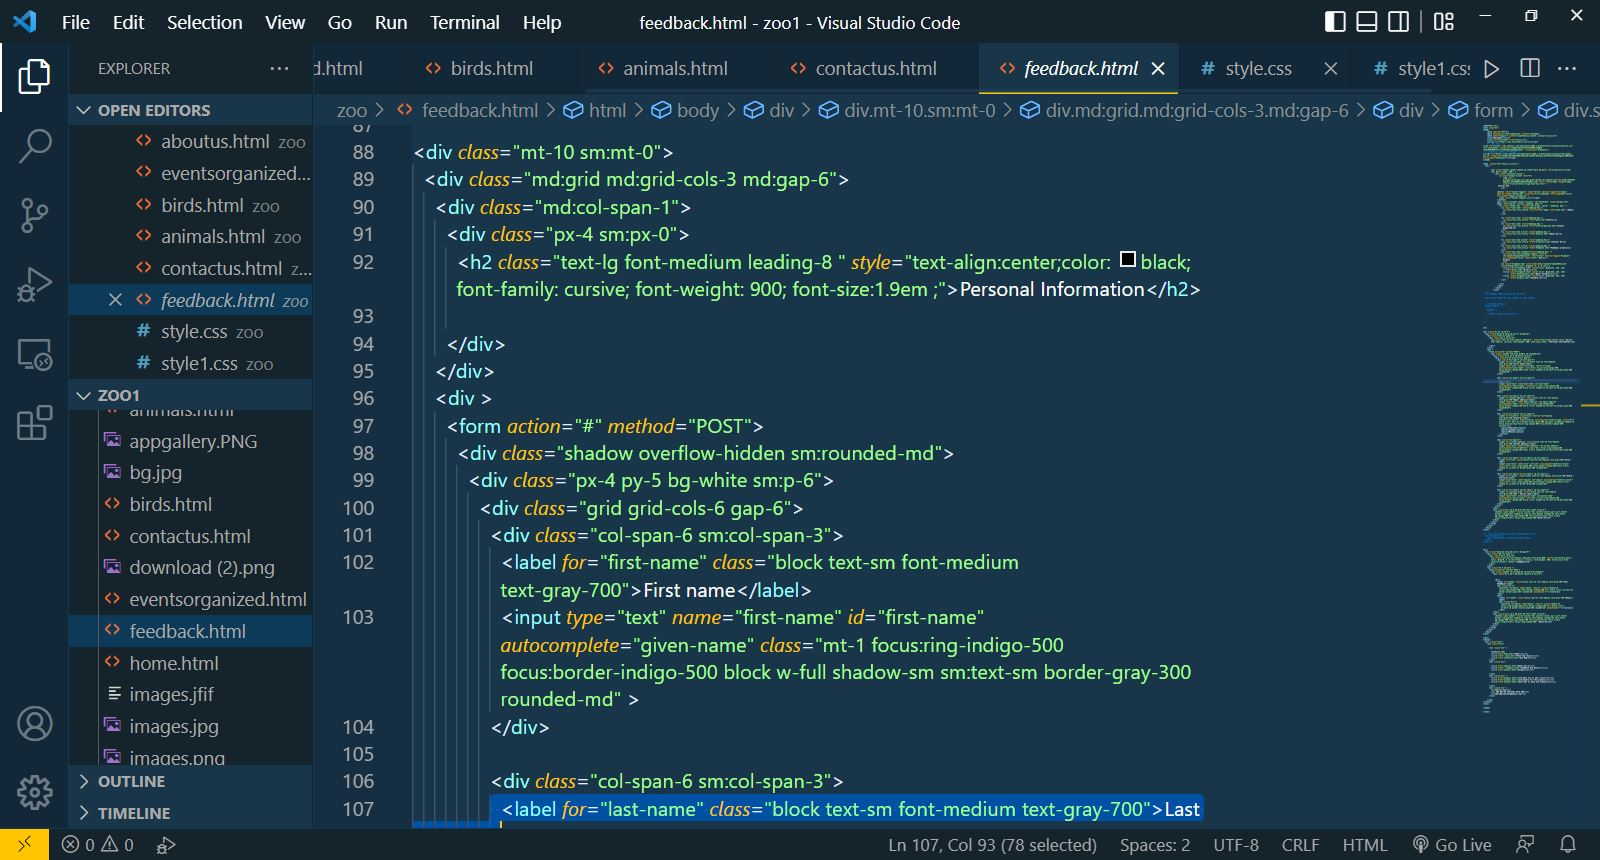 File Edit Selection View Go Run Terminal Help feedback.html - zoo1 - Visual Studio Code
EXPLORER ···
d.html birds.html animals.html contactus.html feedback.html style.css style1.css
zoo > feedback.html > html > body > div > div.mt-10.sm:mt-0 > div.md:grid.md:grid-cols-3.md:gap-6 > div > form > div.s
OPEN EDITORS
aboutus.html zoo
eventsorganized...
birds.html zoo
animals.html zoo
contactus.html z...
feedback.html zoo
style.css zoo
style1.css zoo
ZOO1
animals.html
appgallery.PNG
bg.jpg
birds.html
contactus.html
download (2).png
eventsorganized.html
feedback.html
home.html
images.jfif
images.jpg
images.png
OUTLINE
TIMELINE
87
88 <div class="mt-10 sm:mt-0">
89 <div class="md:grid md:grid-cols-3 md:gap-6">
90 <div class="md:col-span-1">
91 <div class="px-4 sm:px-0">
92 <h2 class="text-lg font-medium leading-8 " style="text-align:center;color: black;
font-family: cursive; font-weight: 900; font-size:1.9em ;">Personal Information</h2>
93
94 </div>
95 </div>
96 <div >
97 <form action="#" method="POST">
98 <div class="shadow overflow-hidden sm:rounded-md">
99 <div class="px-4 py-5 bg-white sm:p-6">
100 <div class="grid grid-cols-6 gap-6">
101 <div class="col-span-6 sm:col-span-3">
102 <label for="first-name" class="block text-sm font-medium
text-gray-700">First name</label>
103 <input type="text" name="first-name" id="first-name"
autocomplete="given-name" class="mt-1 focus:ring-indigo-500
focus:border-indigo-500 block w-full shadow-sm sm:text-sm border-gray-300
rounded-md" >
104 </div>
105
106 <div class="col-span-6 sm:col-span-3">
107 <label for="last-name" class="block text-sm font-medium text-gray-700">Last
0 0 Ln 107, Col 93 (78 selected) Spaces: 2 UTF-8 CRLF HTML Go Live